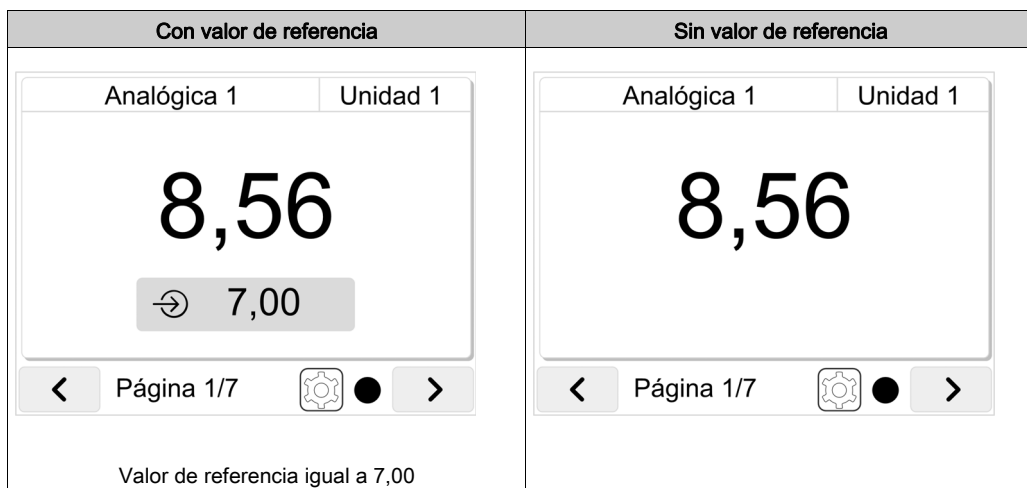 Con valor de referencia
Sin valor de referencia
Analógica 1 Unidad 1
8,56
7,00
Página 1/7
Valor de referencia igual a 7,00
Analógica 1 Unidad 1
8,56
Página 1/7